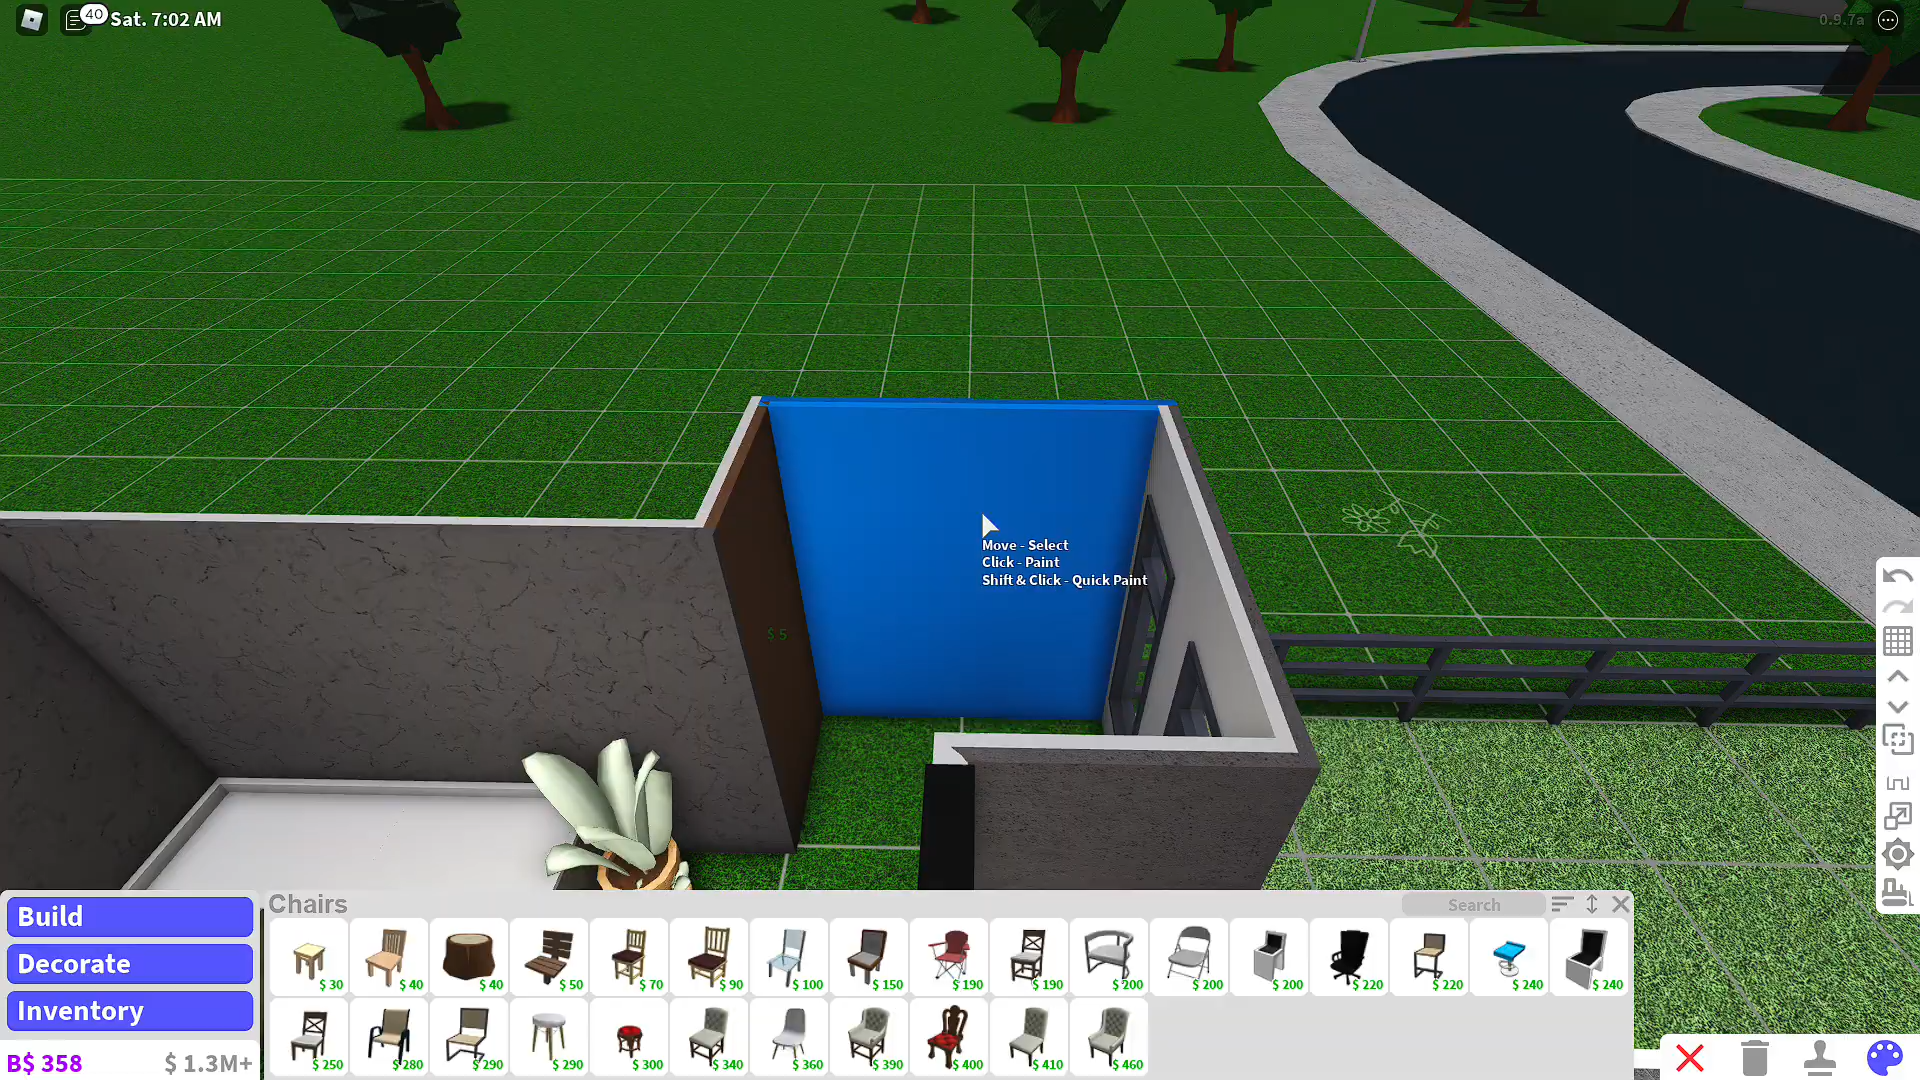 40 Sat. 7:02 AM
0.9.7a
Move - Select
Click - Paint
Shift & Click - Quick Paint
$ 5
Build
Decorate
Inventory
B$ 358 $ 1.3M+
Chairs Search
$ 30 $ 40 $ 40 $ 50 $ 70 $ 90 $ 100 $ 150 $ 190 $ 190 $ 200 $ 200 $ 200 $ 220 $ 220 $ 240 $ 240
$ 250 $ 280 $ 290 $ 290 $ 300 $ 340 $ 360 $ 390 $ 400 $ 410 $ 460